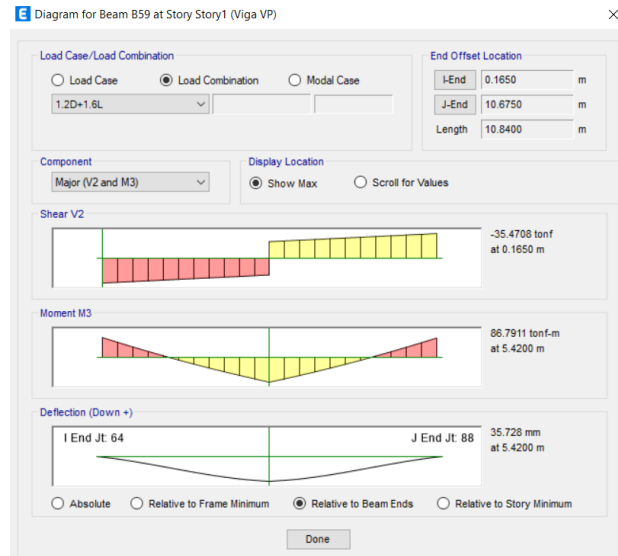 E Diagram for Beam B59 at Story Story1 (Viga VP)
Load Case/Load Combination
Load Case Load Combination Modal Case
1.2D+1.6L
End Offset Location
I-End 0.1650 m
J-End 10.6750 m
Length 10.8400 m
Component
Major (V2 and M3)
Display Location
Show Max Scroll for Values
Shear V2
-35.4708 tonf
at 0.1650 m
Moment M3
86.7911 tonf-m
at 5.4200 m
Deflection (Down +)
I End Jt: 64 J End Jt: 88
35.728 mm
at 5.4200 m
Absolute Relative to Frame Minimum Relative to Beam Ends Relative to Story Minimum
Done